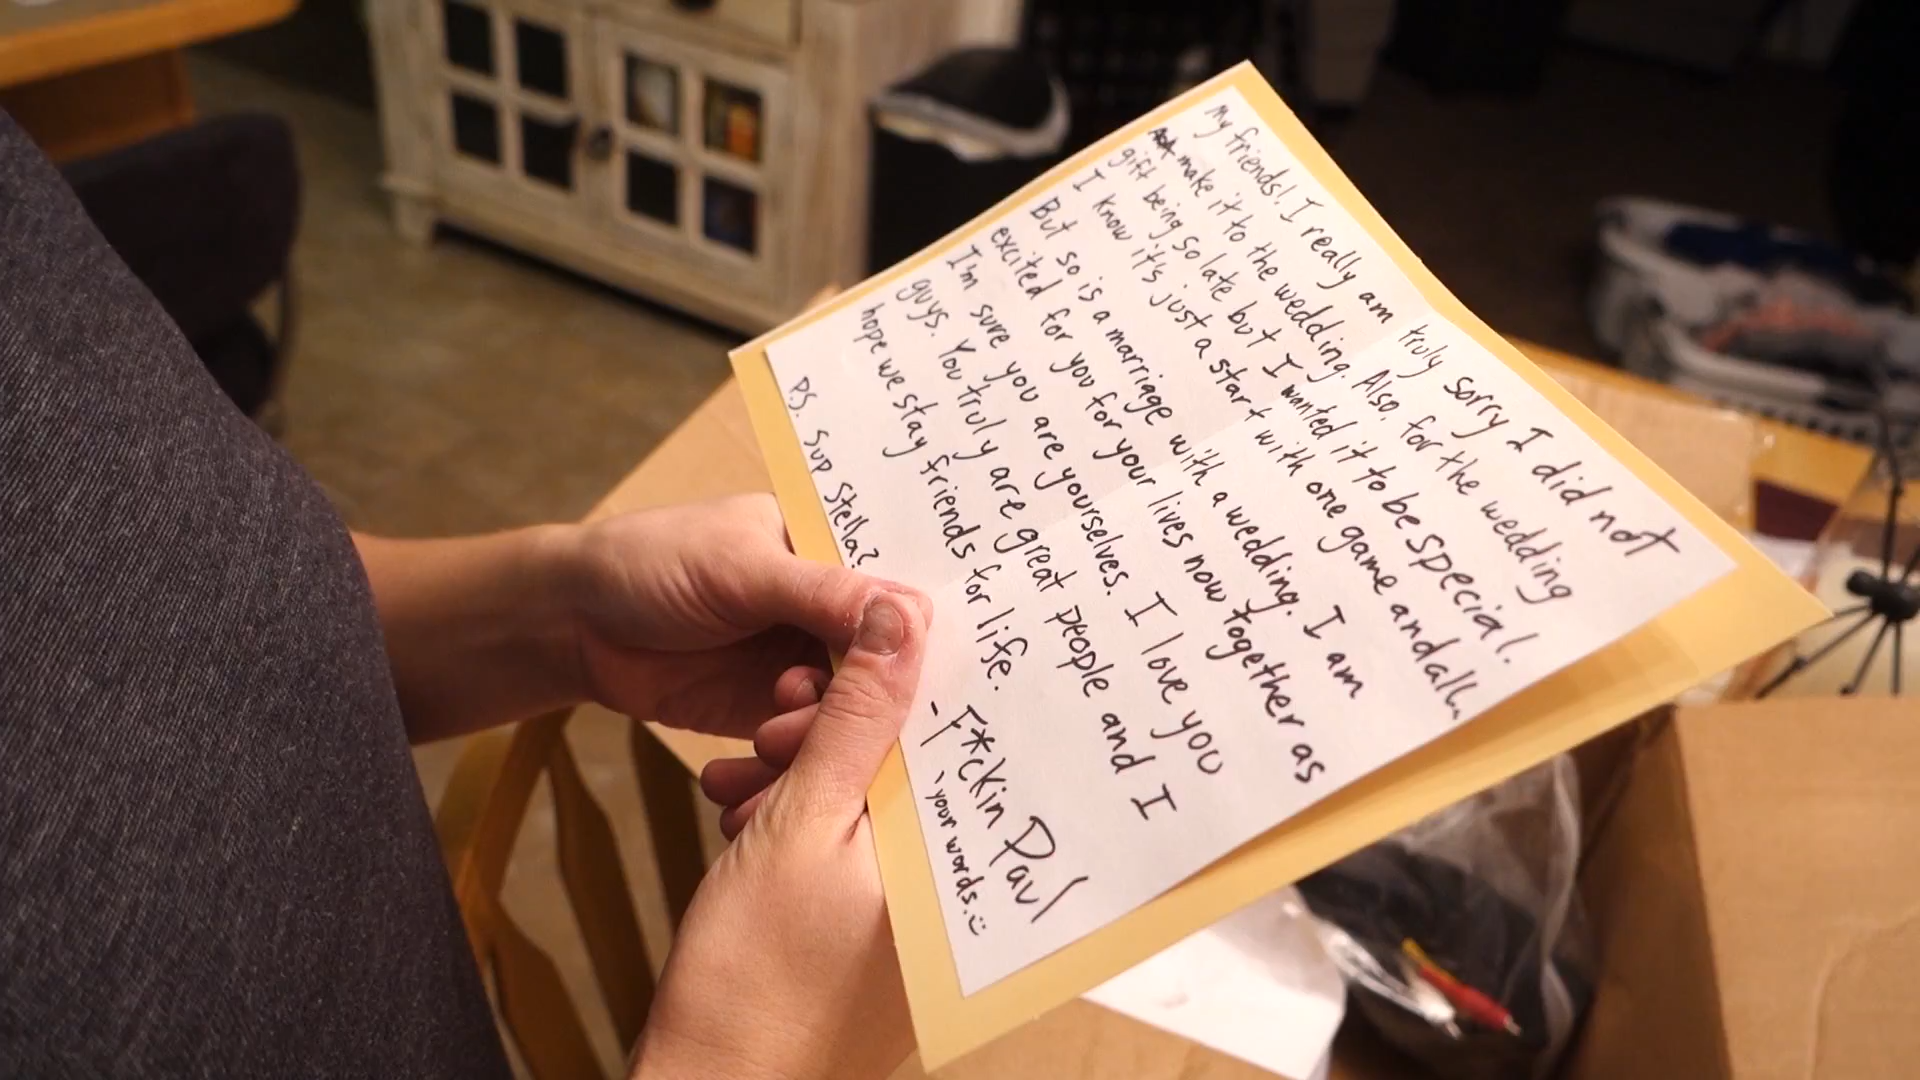 My friends! I really am truly sorry I did not
make it to the wedding. Also, for the wedding
gift being so late but I wanted it to be special.
I know it's just a start with one game and all.
But so is a marriage with a wedding. I am
excited for you for your lives now together as
I'm sure you are yourselves. I love you
guys. You truly are great people and I
hope we stay friends for life.
- F*ckin Paul
P.S. Sup Stella?
your words. :)